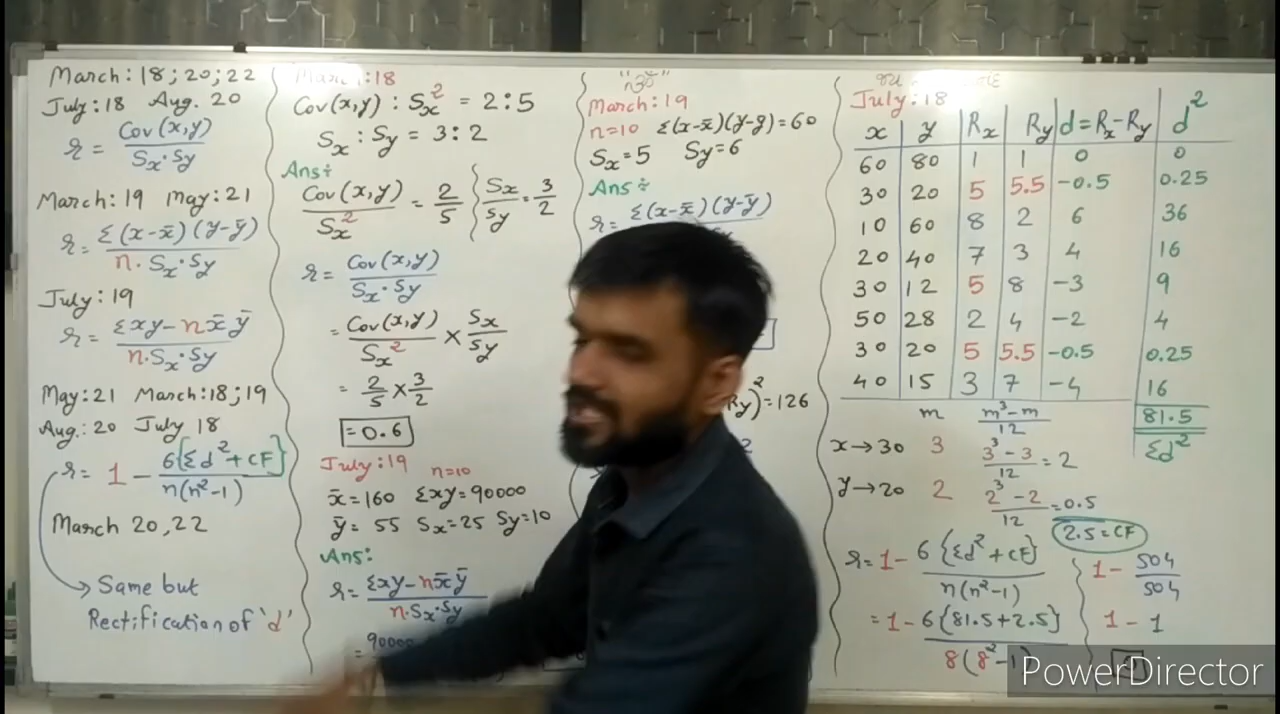 March: 18; 20; 22
July: 18 Aug. 20
r = Cov(x,y) / Sx·Sy
March: 19 may: 21
r = Σ(x-x̄)(y-ȳ) / n·Sx·Sy
July: 19
r = Σxy-nx̄ȳ / n·Sx·Sy
May: 21 March: 18; 19
Aug.: 20 July 18
r = 1 - 6{Σd²+CF} / n(n²-1)
March 20,22
→ Same but
Rectification of 'd'
March: 18
Cov(x,y) : Sx² = 2:5
Sx : Sy = 3:2
Ans:
Cov(x,y) / Sx² = 2/5 Sx/Sy = 3/2
r = Cov(x,y) / Sx·Sy
= Cov(x,y) / Sx² × Sx/Sy
= 2/5 × 3/2
= 0.6
July: 19 n=10
x̄=160 Σxy=90000
ȳ= 55 Sx=25 Sy=10
Ans:
r = Σxy-nx̄ȳ / n·Sx·Sy
= 90000
March: 19
n=10 Σ(x-x̄)(y-ȳ)=60
Sx=5 Sy=6
Ans:
r = Σ(x-x̄)(y-ȳ)
Ry)²=126
July: 18
x y Rx Ry d=Rx-Ry d²
60 80 1 1 0 0
30 20 5 5.5 -0.5 0.25
10 60 8 2 6 36
20 40 7 3 4 16
30 12 5 8 -3 9
50 28 2 4 -2 4
30 20 5 5.5 -0.5 0.25
40 15 3 7 -4 16
81.5
Σd²
m m³-m / 12
x→30 3 3³-3 / 12 = 2
y→20 2 2³-2 / 12 = 0.5
2.5 = CF
r = 1 - 6{Σd²+CF} / n(n²-1)
= 1 - 6{81.5+2.5} / 8(8²-1
1 - 504/504
1 - 1
PowerDirector